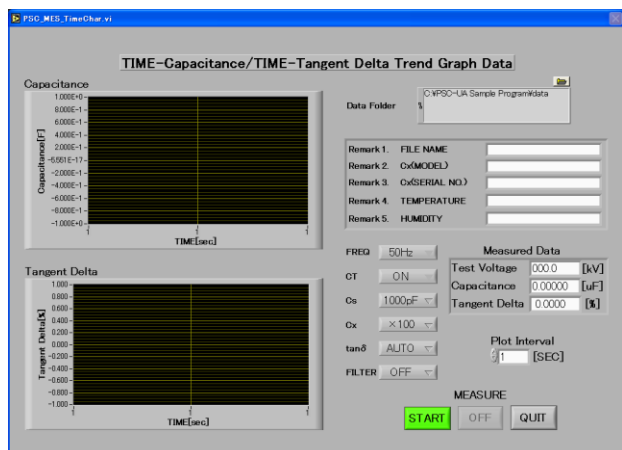 PSC_MES_TimeChar.vi
TIME-Capacitance/TIME-Tangent Delta Trend Graph Data
Capacitance
1.000E+0
8.000E-1
6.000E-1
4.000E-1
2.000E-1
-5.551E-17
-2.000E-1
-4.000E-1
-6.000E-1
-8.000E-1
-1.000E+0
Capacitance[F]
1 1 1
TIME[sec]
Tangent Delta
1.000
0.800
0.600
0.400
0.200
0.000
-0.200
-0.400
-0.600
-0.800
-1.000
Tangent Delta[%]
1 1 1
TIME[sec]
Data Folder
C:¥PSC-UA Sample Program¥data
Remark 1. FILE NAME
Remark 2. Cx(MODEL)
Remark 3. Cx(SERIAL NO.)
Remark 4. TEMPERATURE
Remark 5. HUMIDITY
FREQ 50Hz
CT ON
Cs 1000pF
Cx ×100
tanδ AUTO
FILTER OFF
Measured Data
Test Voltage 000.0 [kV]
Capacitance 0.00000 [uF]
Tangent Delta 0.0000 [%]
Plot Interval
1 [SEC]
MEASURE
START OFF QUIT